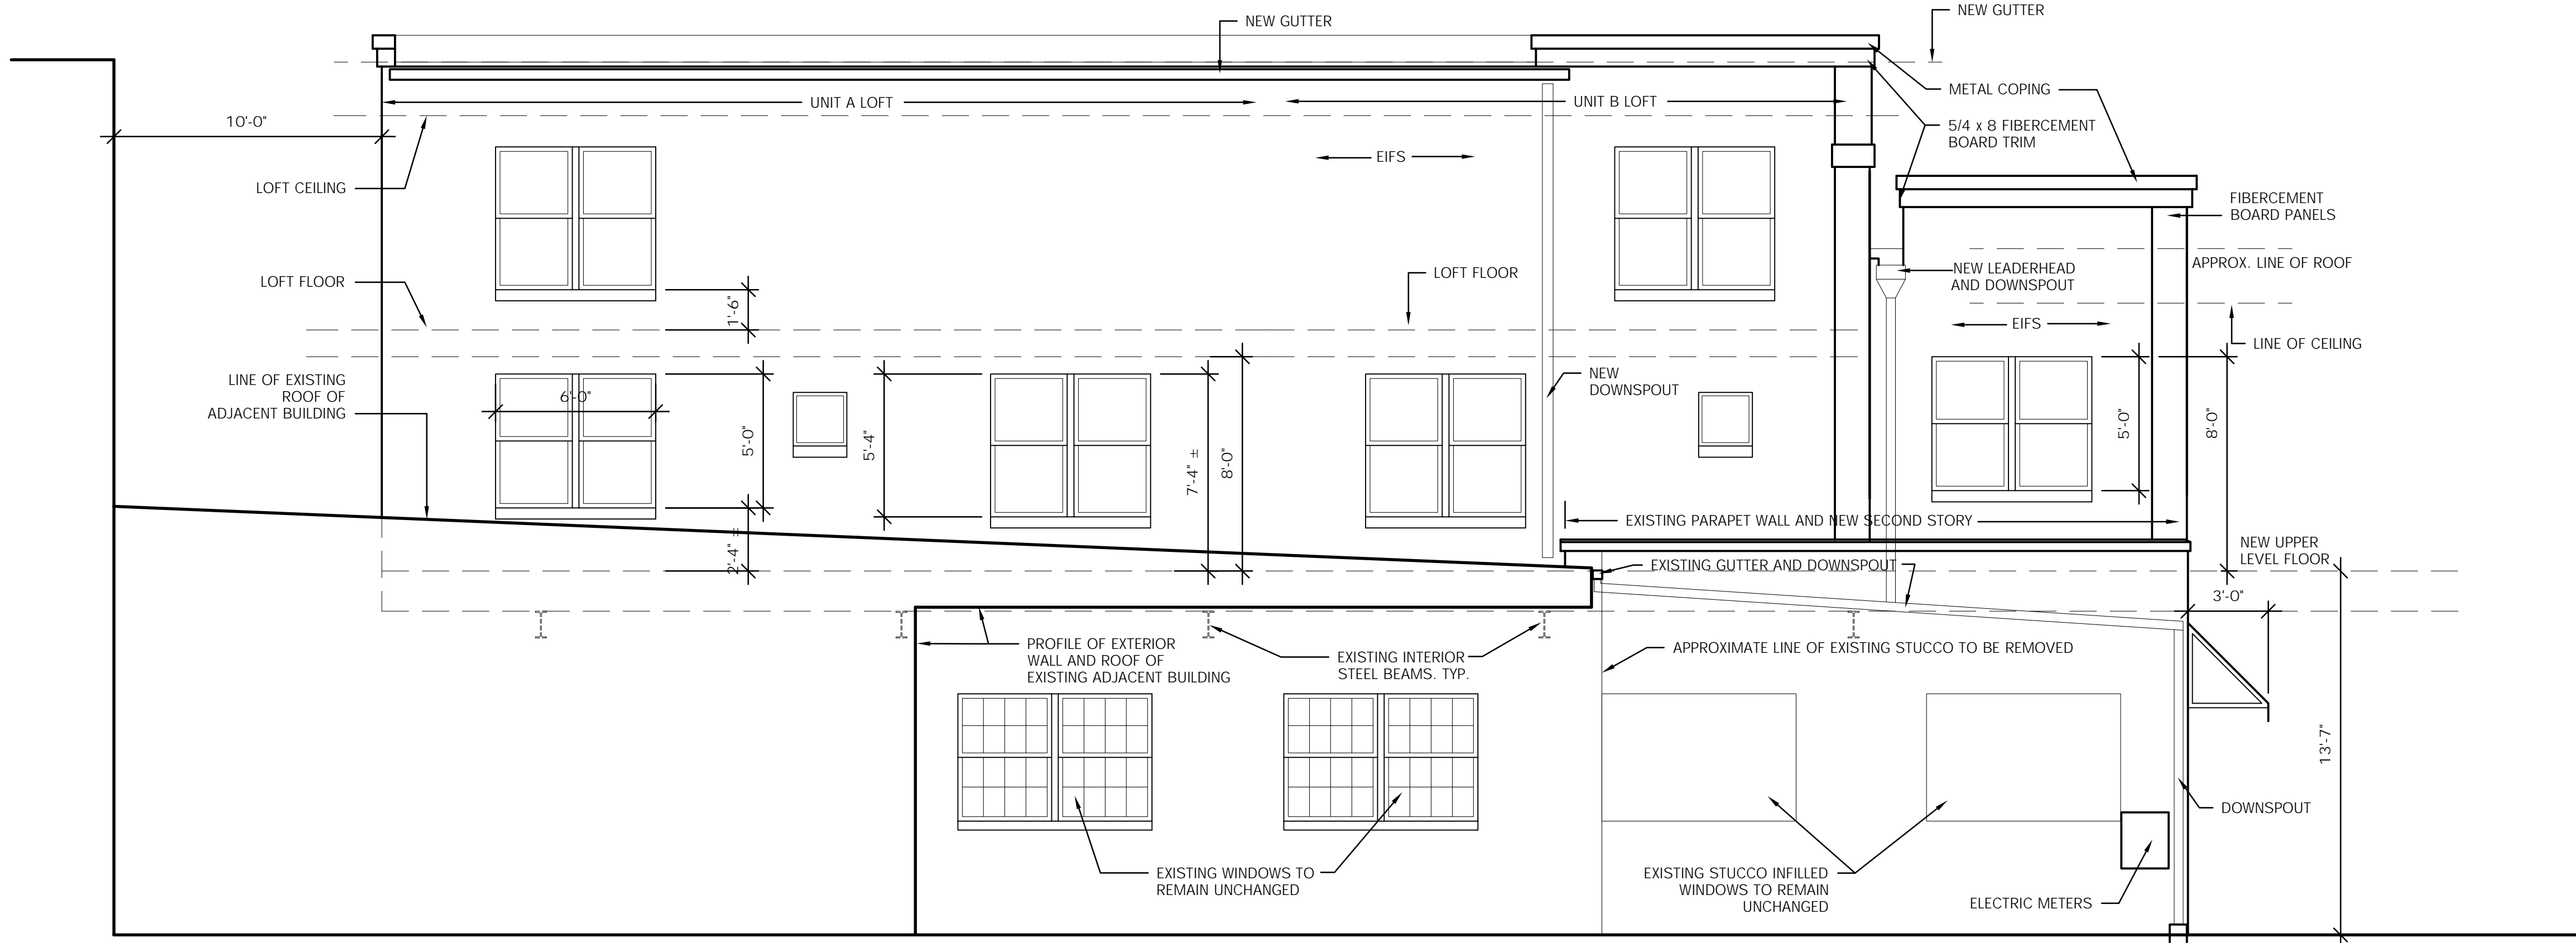 NEW GUTTER
NEW GUTTER
METAL COPING
UNIT A LOFT
UNIT B LOFT
10'-0"
5/4 x 8 FIBERCEMENT
BOARD TRIM
EIFS
LOFT CEILING
FIBERCEMENT
BOARD PANELS
APPROX. LINE OF ROOF
LOFT FLOOR
LOFT FLOOR
NEW LEADERHEAD
AND DOWNSPOUT
1'-6"
EIFS
LINE OF CEILING
LINE OF EXISTING
ROOF OF
ADJACENT BUILDING
6'-0"
NEW
DOWNSPOUT
5'-0"
5'-4"
7'-4" ±
8'-0"
5'-0"
8'-0"
EXISTING PARAPET WALL AND NEW SECOND STORY
2'-4" ±
NEW UPPER
LEVEL FLOOR
EXISTING GUTTER AND DOWNSPOUT
3'-0"
PROFILE OF EXTERIOR
WALL AND ROOF OF
EXISTING ADJACENT BUILDING
EXISTING INTERIOR
STEEL BEAMS. TYP.
APPROXIMATE LINE OF EXISTING STUCCO TO BE REMOVED
13'-7"
DOWNSPOUT
EXISTING WINDOWS TO
REMAIN UNCHANGED
EXISTING STUCCO INFILLED
WINDOWS TO REMAIN
UNCHANGED
ELECTRIC METERS